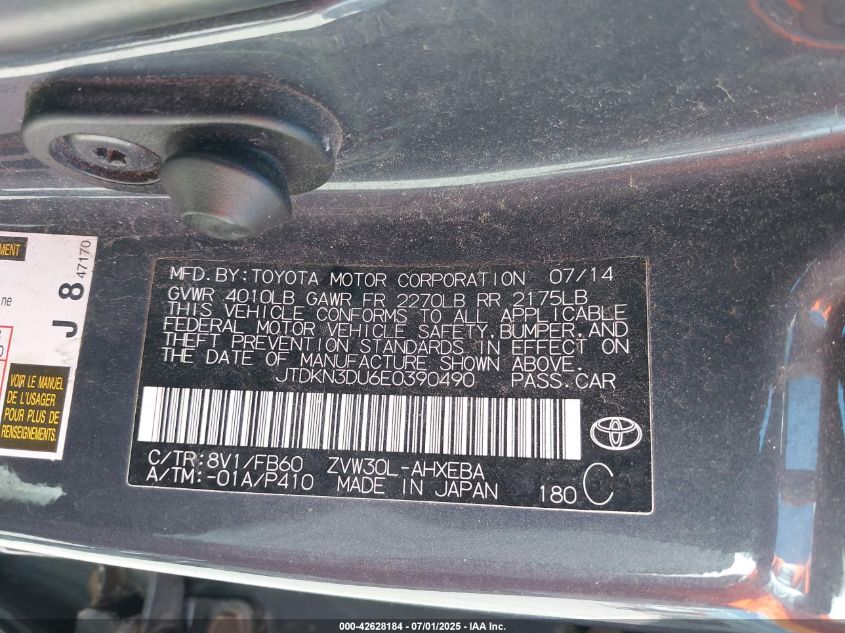 MENT
ne
J 8 47170
VOIR LE MANUEL
DE L'USAGER
POUR PLUS DE
RENSEIGNEMENTS.
MFD. BY: TOYOTA MOTOR CORPORATION 07/14
GVWR 4010LB GAWR FR 2270LB RR 2175LB
THIS VEHICLE CONFORMS TO ALL APPLICABLE
FEDERAL MOTOR VEHICLE SAFETY, BUMPER, AND
THEFT PREVENTION STANDARDS IN EFFECT ON
THE DATE OF MANUFACTURE SHOWN ABOVE.
JTDKN3DU6E0390490 PASS. CAR
C/TR: 8V1/FB60 ZVW30L-AHXEBA
A/TM: -01A/P410 MADE IN JAPAN 180 C
000-42628184 - 07/01/2025 - IAA Inc.